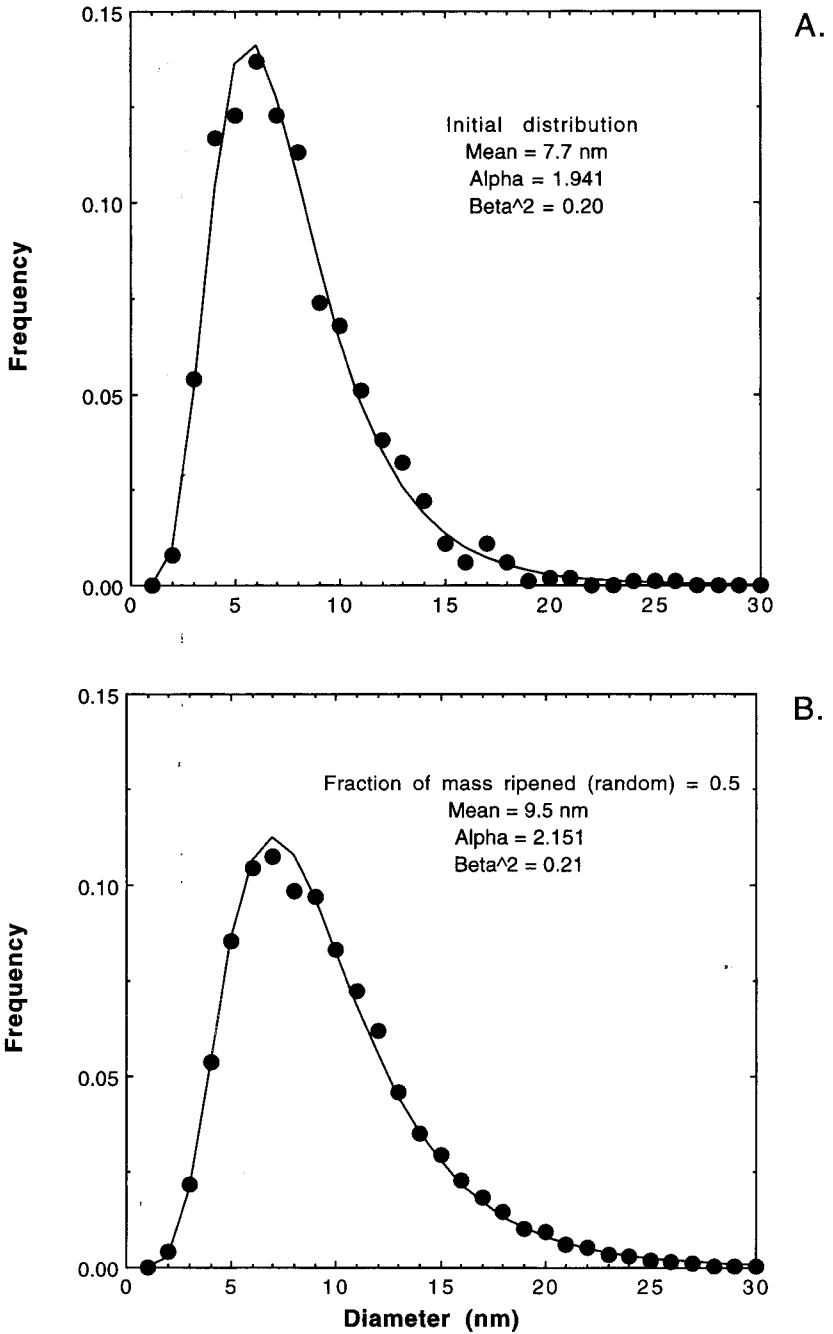 A.
0.15
0.10
0.05
0.00
Frequency
Initial distribution
Mean = 7.7 nm
Alpha = 1.941
Beta^2 = 0.20
0 5 10 15 20 25 30
B.
0.15
0.10
0.05
0.00
Frequency
Fraction of mass ripened (random) = 0.5
Mean = 9.5 nm
Alpha = 2.151
Beta^2 = 0.21
0 5 10 15 20 25 30
Diameter (nm)